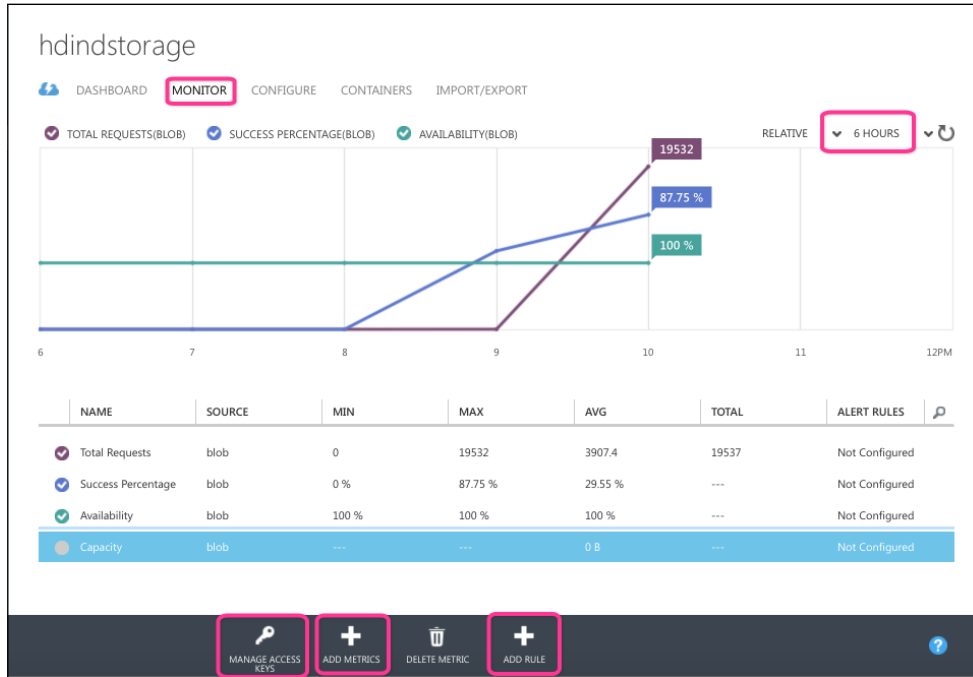 hdindstorage
DASHBOARD MONITOR CONFIGURE CONTAINERS IMPORT/EXPORT
TOTAL REQUESTS(BLOB) SUCCESS PERCENTAGE(BLOB) AVAILABILITY(BLOB) RELATIVE 6 HOURS
19532
87.75 %
100 %
6 7 8 9 10 11 12PM
NAME SOURCE MIN MAX AVG TOTAL ALERT RULES
Total Requests blob 0 19532 3907.4 19537 Not Configured
Success Percentage blob 0 % 87.75 % 29.55 % --- Not Configured
Availability blob 100 % 100 % 100 % --- Not Configured
Capacity blob --- --- 0 B --- Not Configured
MANAGE ACCESS KEYS ADD METRICS DELETE METRIC ADD RULE
?